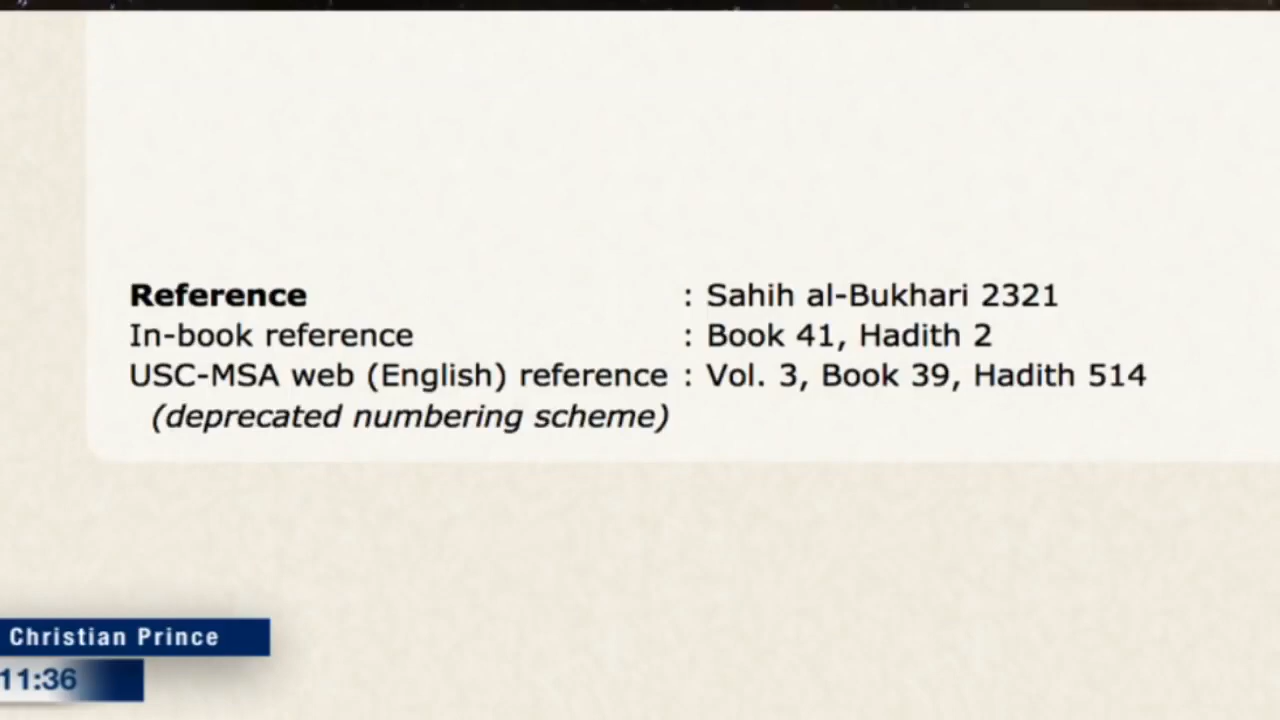 Reference : Sahih al-Bukhari 2321
In-book reference : Book 41, Hadith 2
USC-MSA web (English) reference : Vol. 3, Book 39, Hadith 514
(deprecated numbering scheme)
Christian Prince
11:36